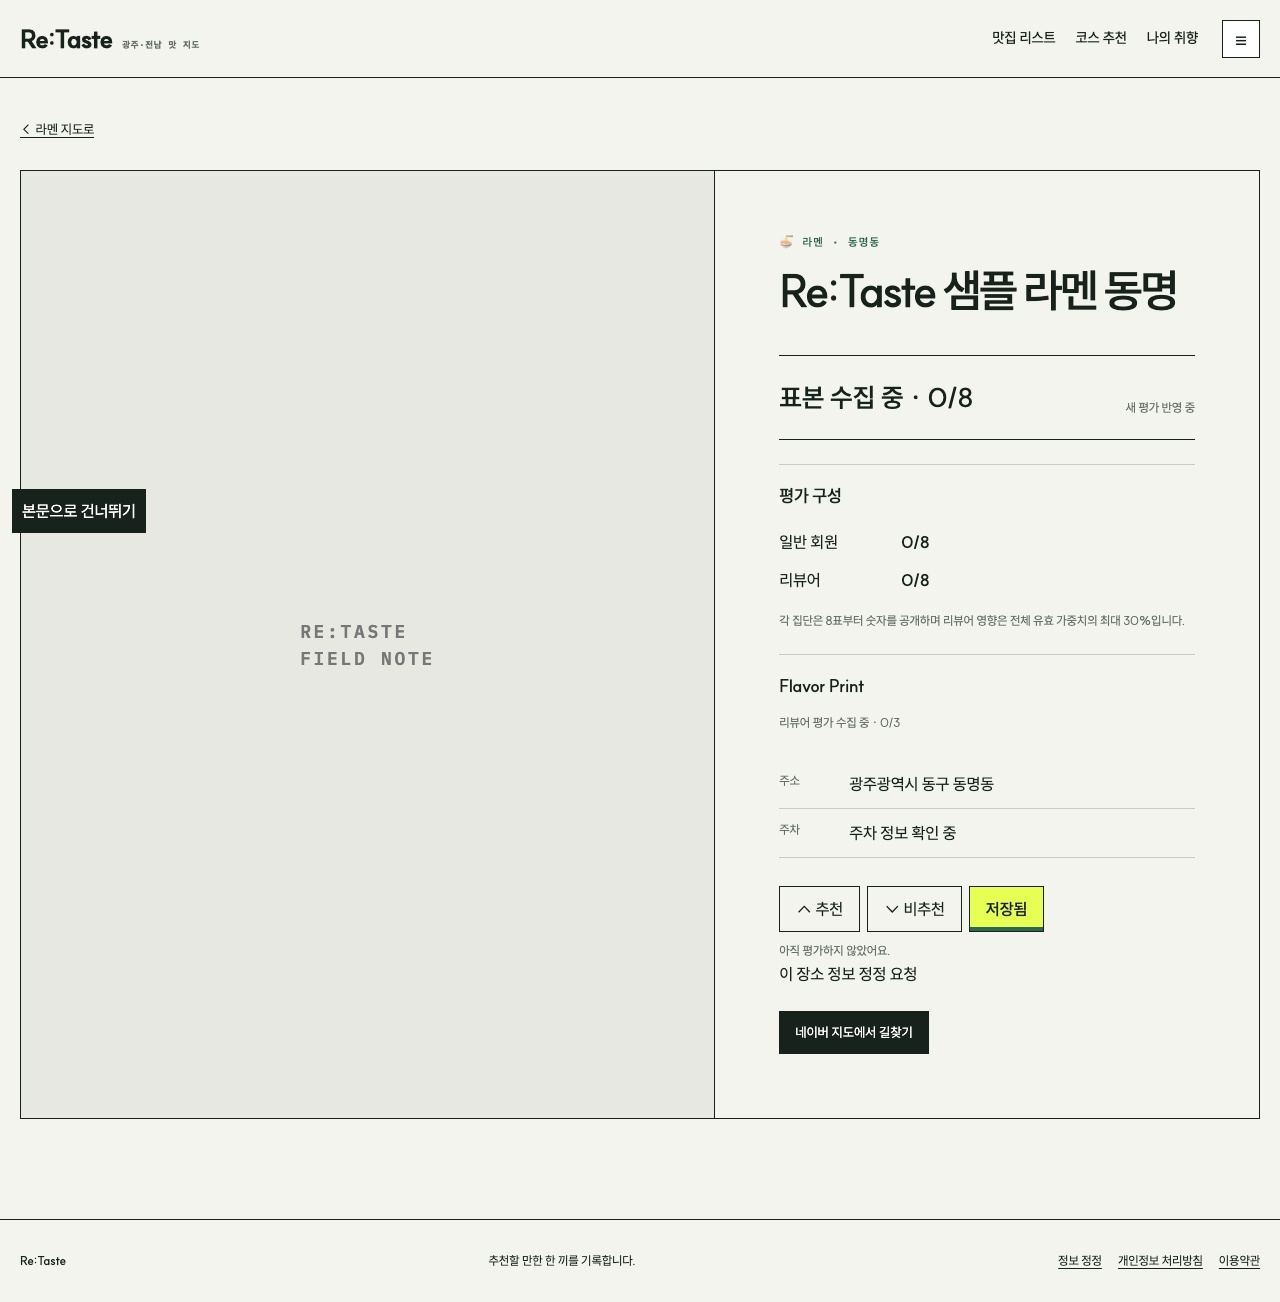 Re:Taste 광주·전남 맛 지도
맛집 리스트 코스 추천 나의 취향 ≡
< 라멘 지도로
본문으로 건너뛰기
RE:TASTE
FIELD NOTE
라멘 · 동명동
Re:Taste 샘플 라멘 동명
표본 수집 중 · 0/8
새 평가 반영 중
평가 구성
일반 회원 0/8
리뷰어 0/8
각 집단은 8표부터 숫자를 공개하며 리뷰어 영향은 전체 유효 가중치의 최대 30%입니다.
Flavor Print
리뷰어 평가 수집 중 · 0/3
주소 광주광역시 동구 동명동
주차 주차 정보 확인 중
추천 비추천 저장됨
아직 평가하지 않았어요.
이 장소 정보 정정 요청
네이버 지도에서 길찾기
Re:Taste
추천할 만한 한 끼를 기록합니다.
정보 정정 개인정보 처리방침 이용약관